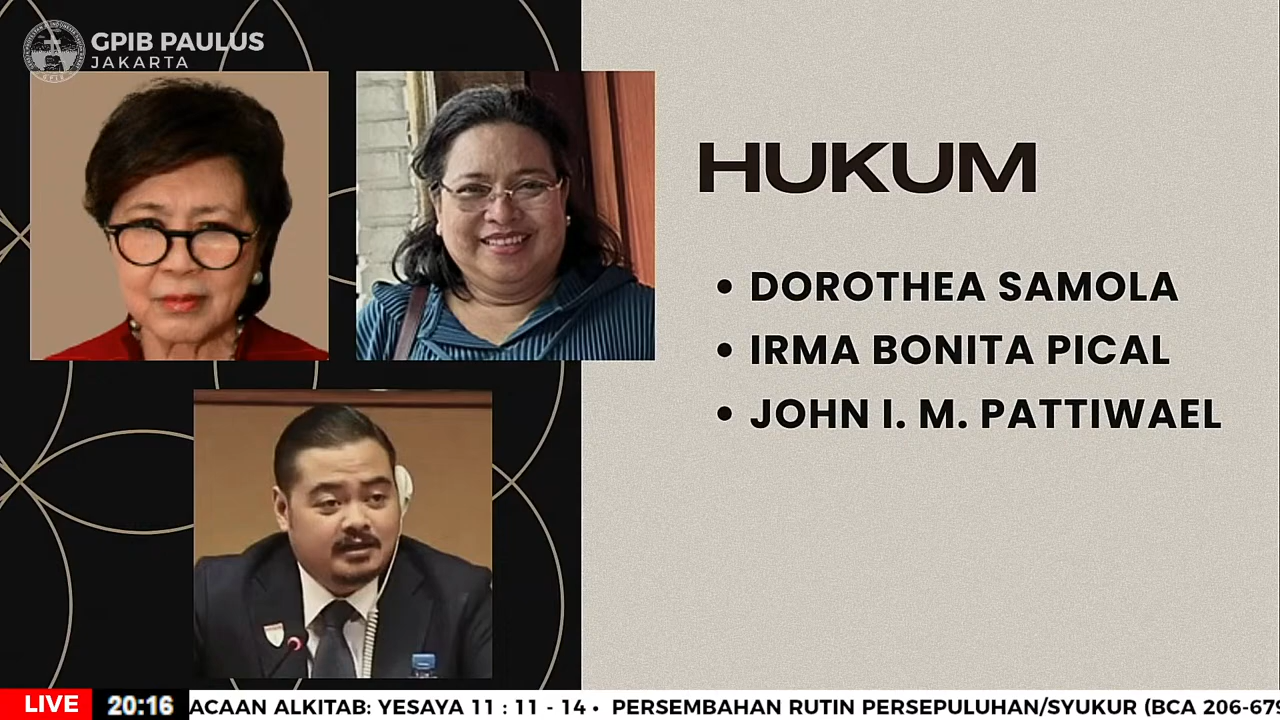 GPIB PAULUS
JAKARTA
HUKUM
• DOROTHEA SAMOLA
• IRMA BONITA PICAL
• JOHN I. M. PATTIWAEL
LIVE
20:16
ACAAN ALKITAB: YESAYA 11 : 11 - 14 • PERSEMBAHAN RUTIN PERSEPULUHAN/SYUKUR (BCA 206-679